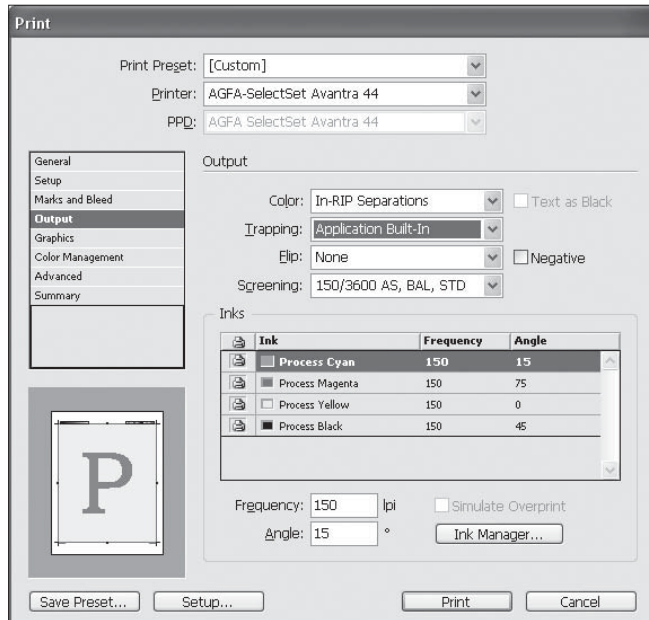 Print
Print Preset: [Custom]
Printer: AGFA-SelectSet Avantra 44
PPD: AGFA SelectSet Avantra 44
General
Setup
Marks and Bleed
Output
Graphics
Color Management
Advanced
Summary
Output
Color: In-RIP Separations Text as Black
Trapping: Application Built-In
Flip: None Negative
Screening: 150/3600 AS, BAL, STD
Inks
Ink Frequency Angle
Process Cyan 150 15
Process Magenta 150 75
Process Yellow 150 0
Process Black 150 45
Frequency: 150 lpi Simulate Overprint
Angle: 15 ° Ink Manager...
P
Save Preset... Setup... Print Cancel